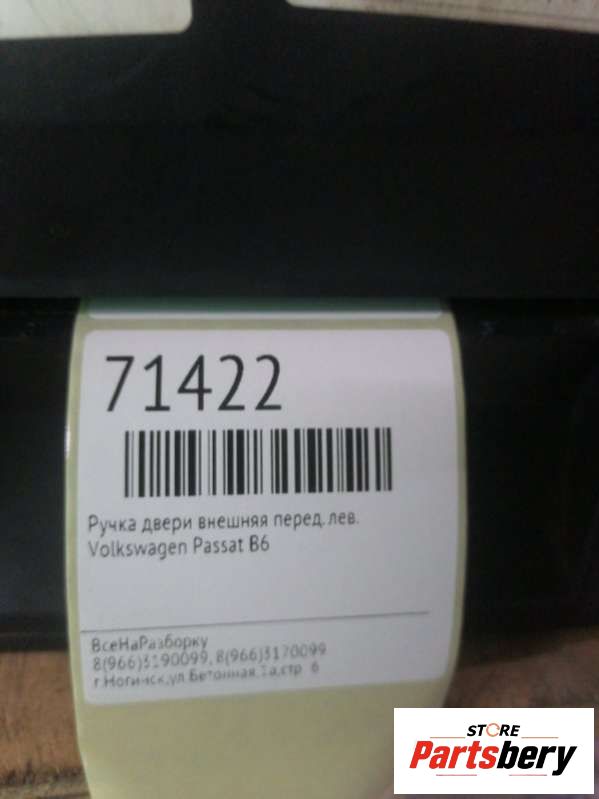 71422
Ручка двери внешняя перед. лев.
Volkswagen Passat B6
ВсеНаРазборку
8(966)3190099, 8(966)3170099
г.Ногинск,ул.Бетонная стр 6
STORE
Partsbery